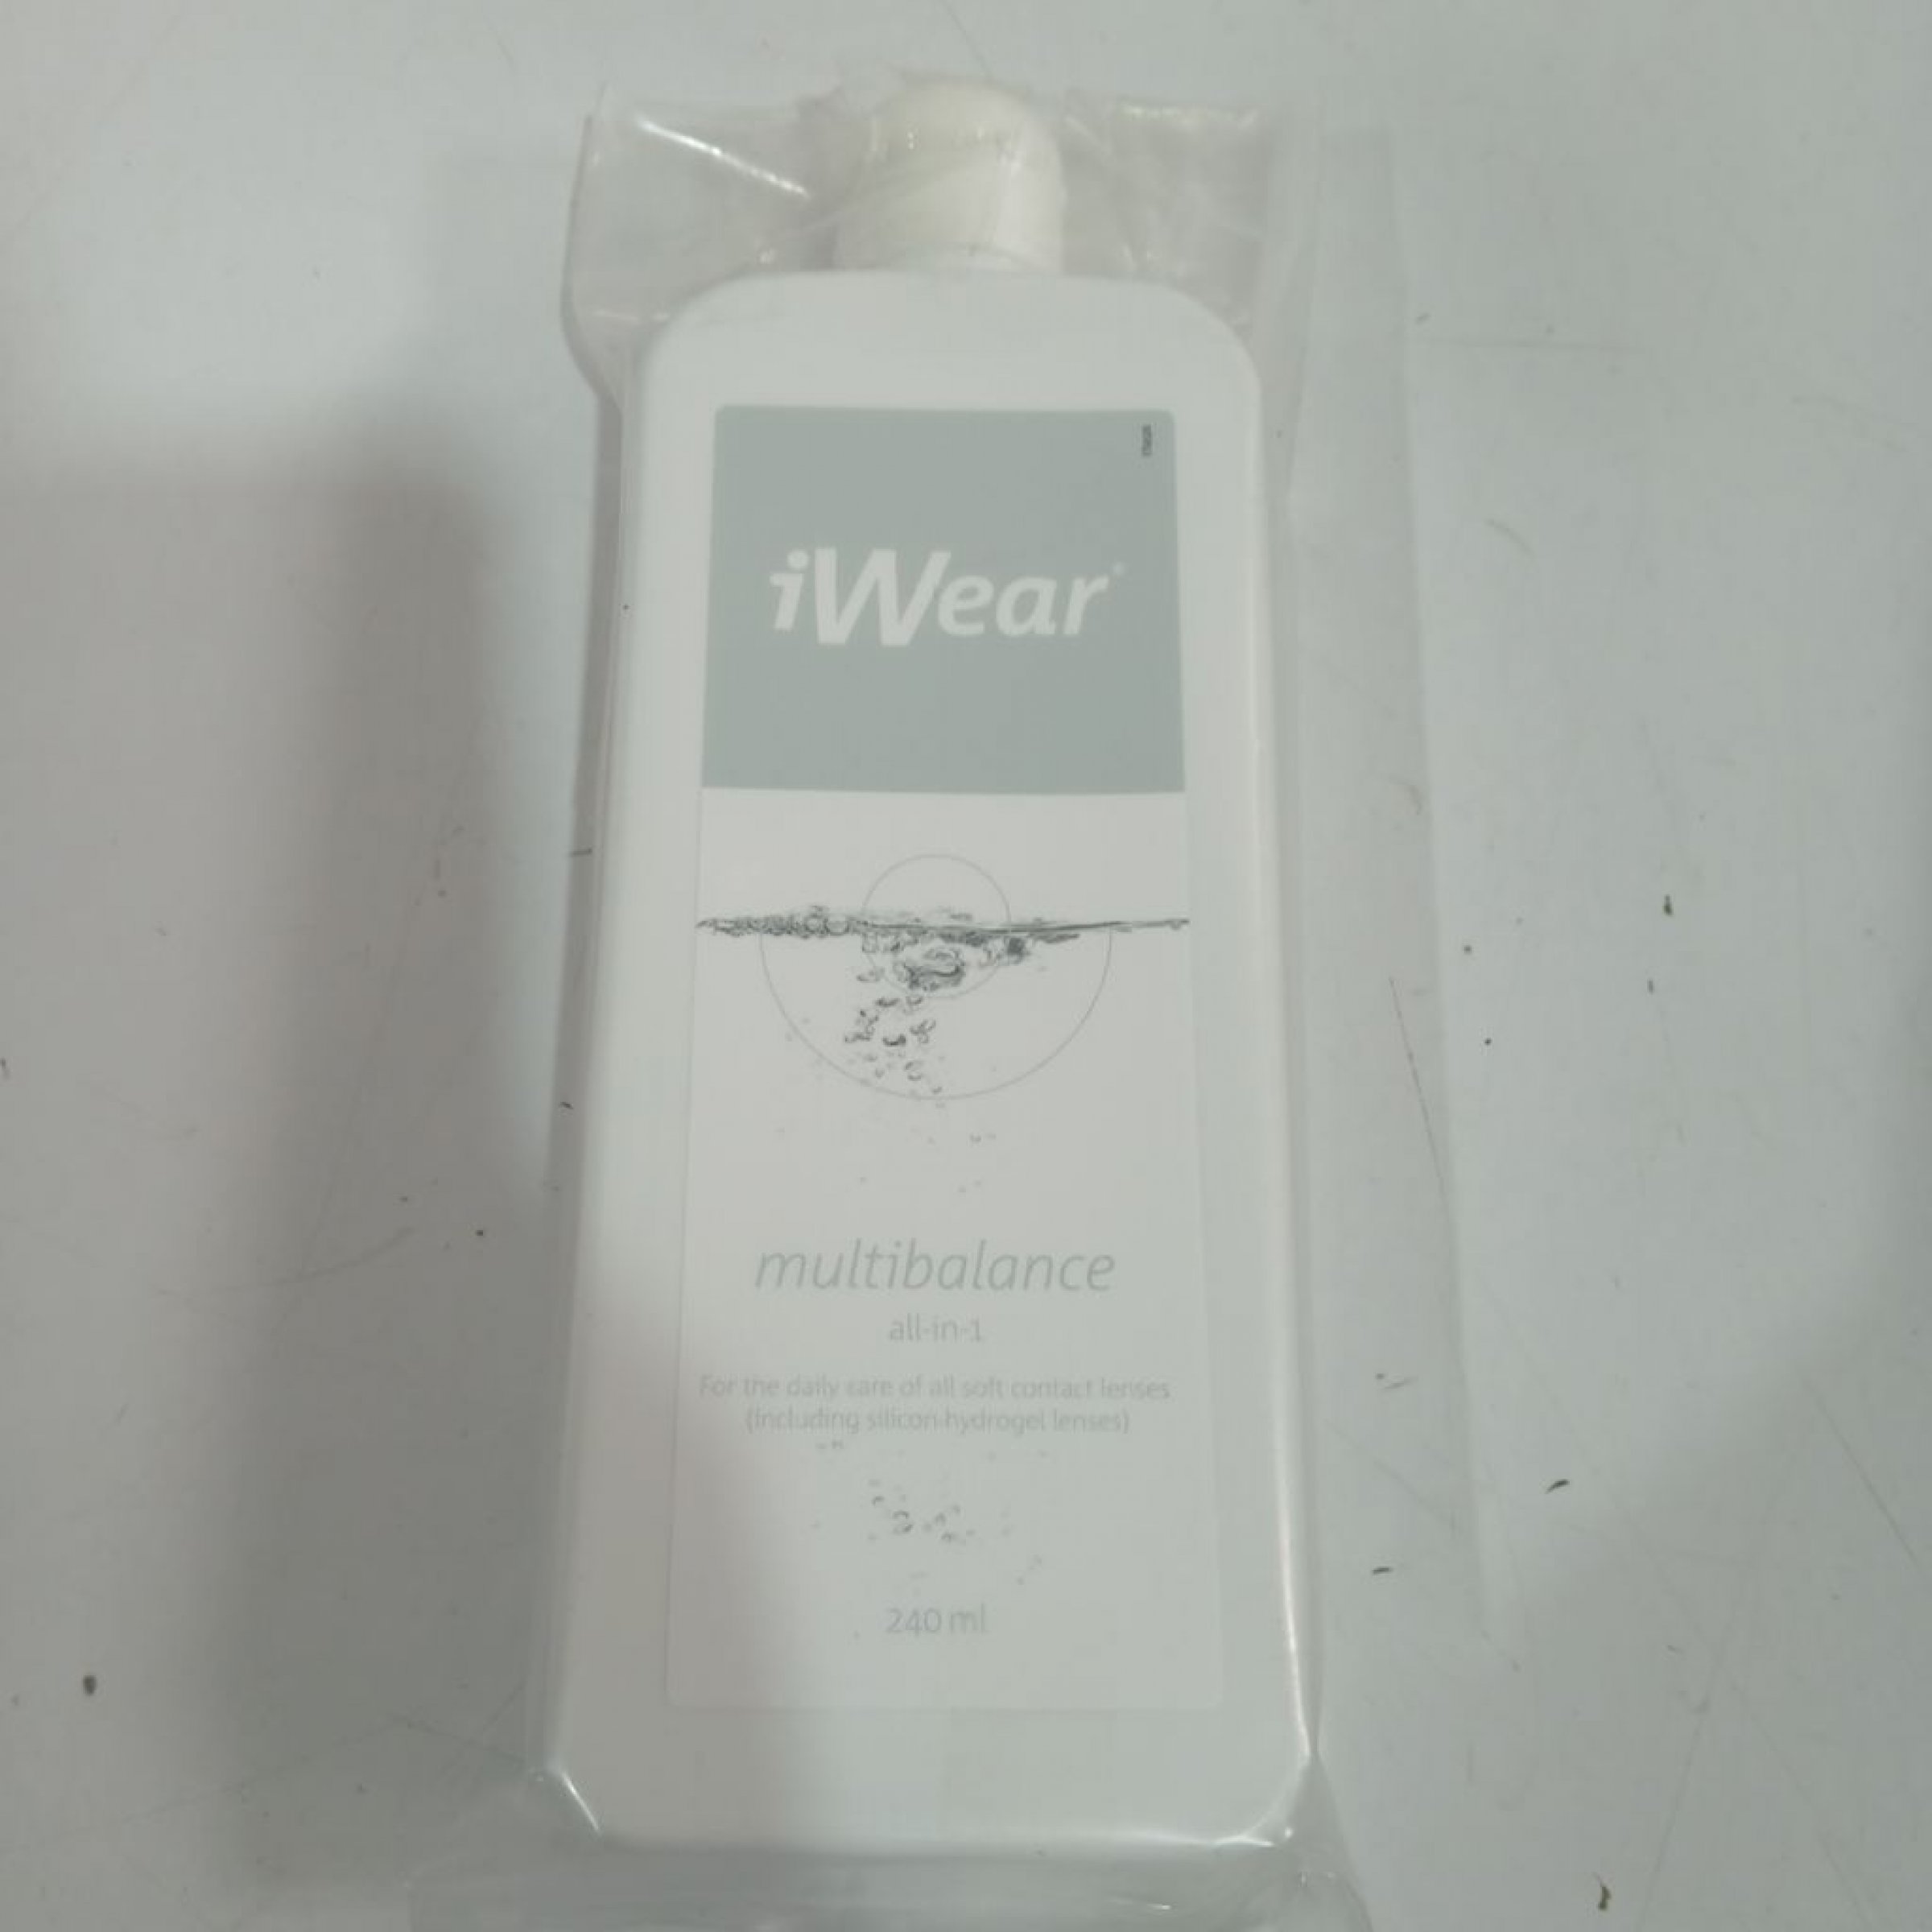 iWear®
multibalance
all-in-1
For the daily care of all soft contact lenses
(including silicon-hydrogel lenses)
240 ml